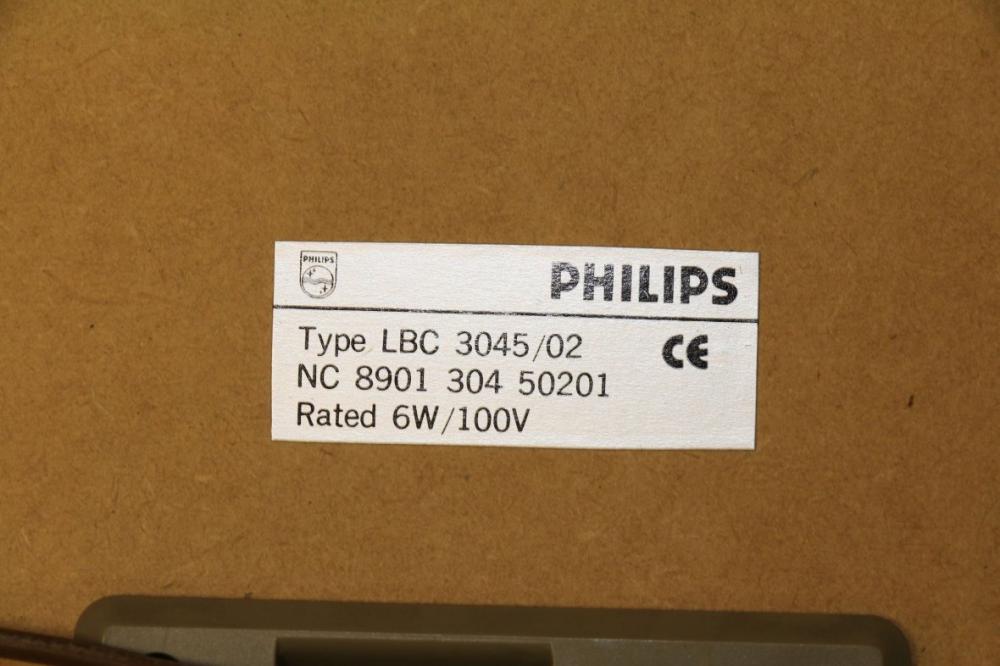 PHILIPS
PHILIPS
Type LBC 3045/02
CE
NC 8901 304 50201
Rated 6W/100V